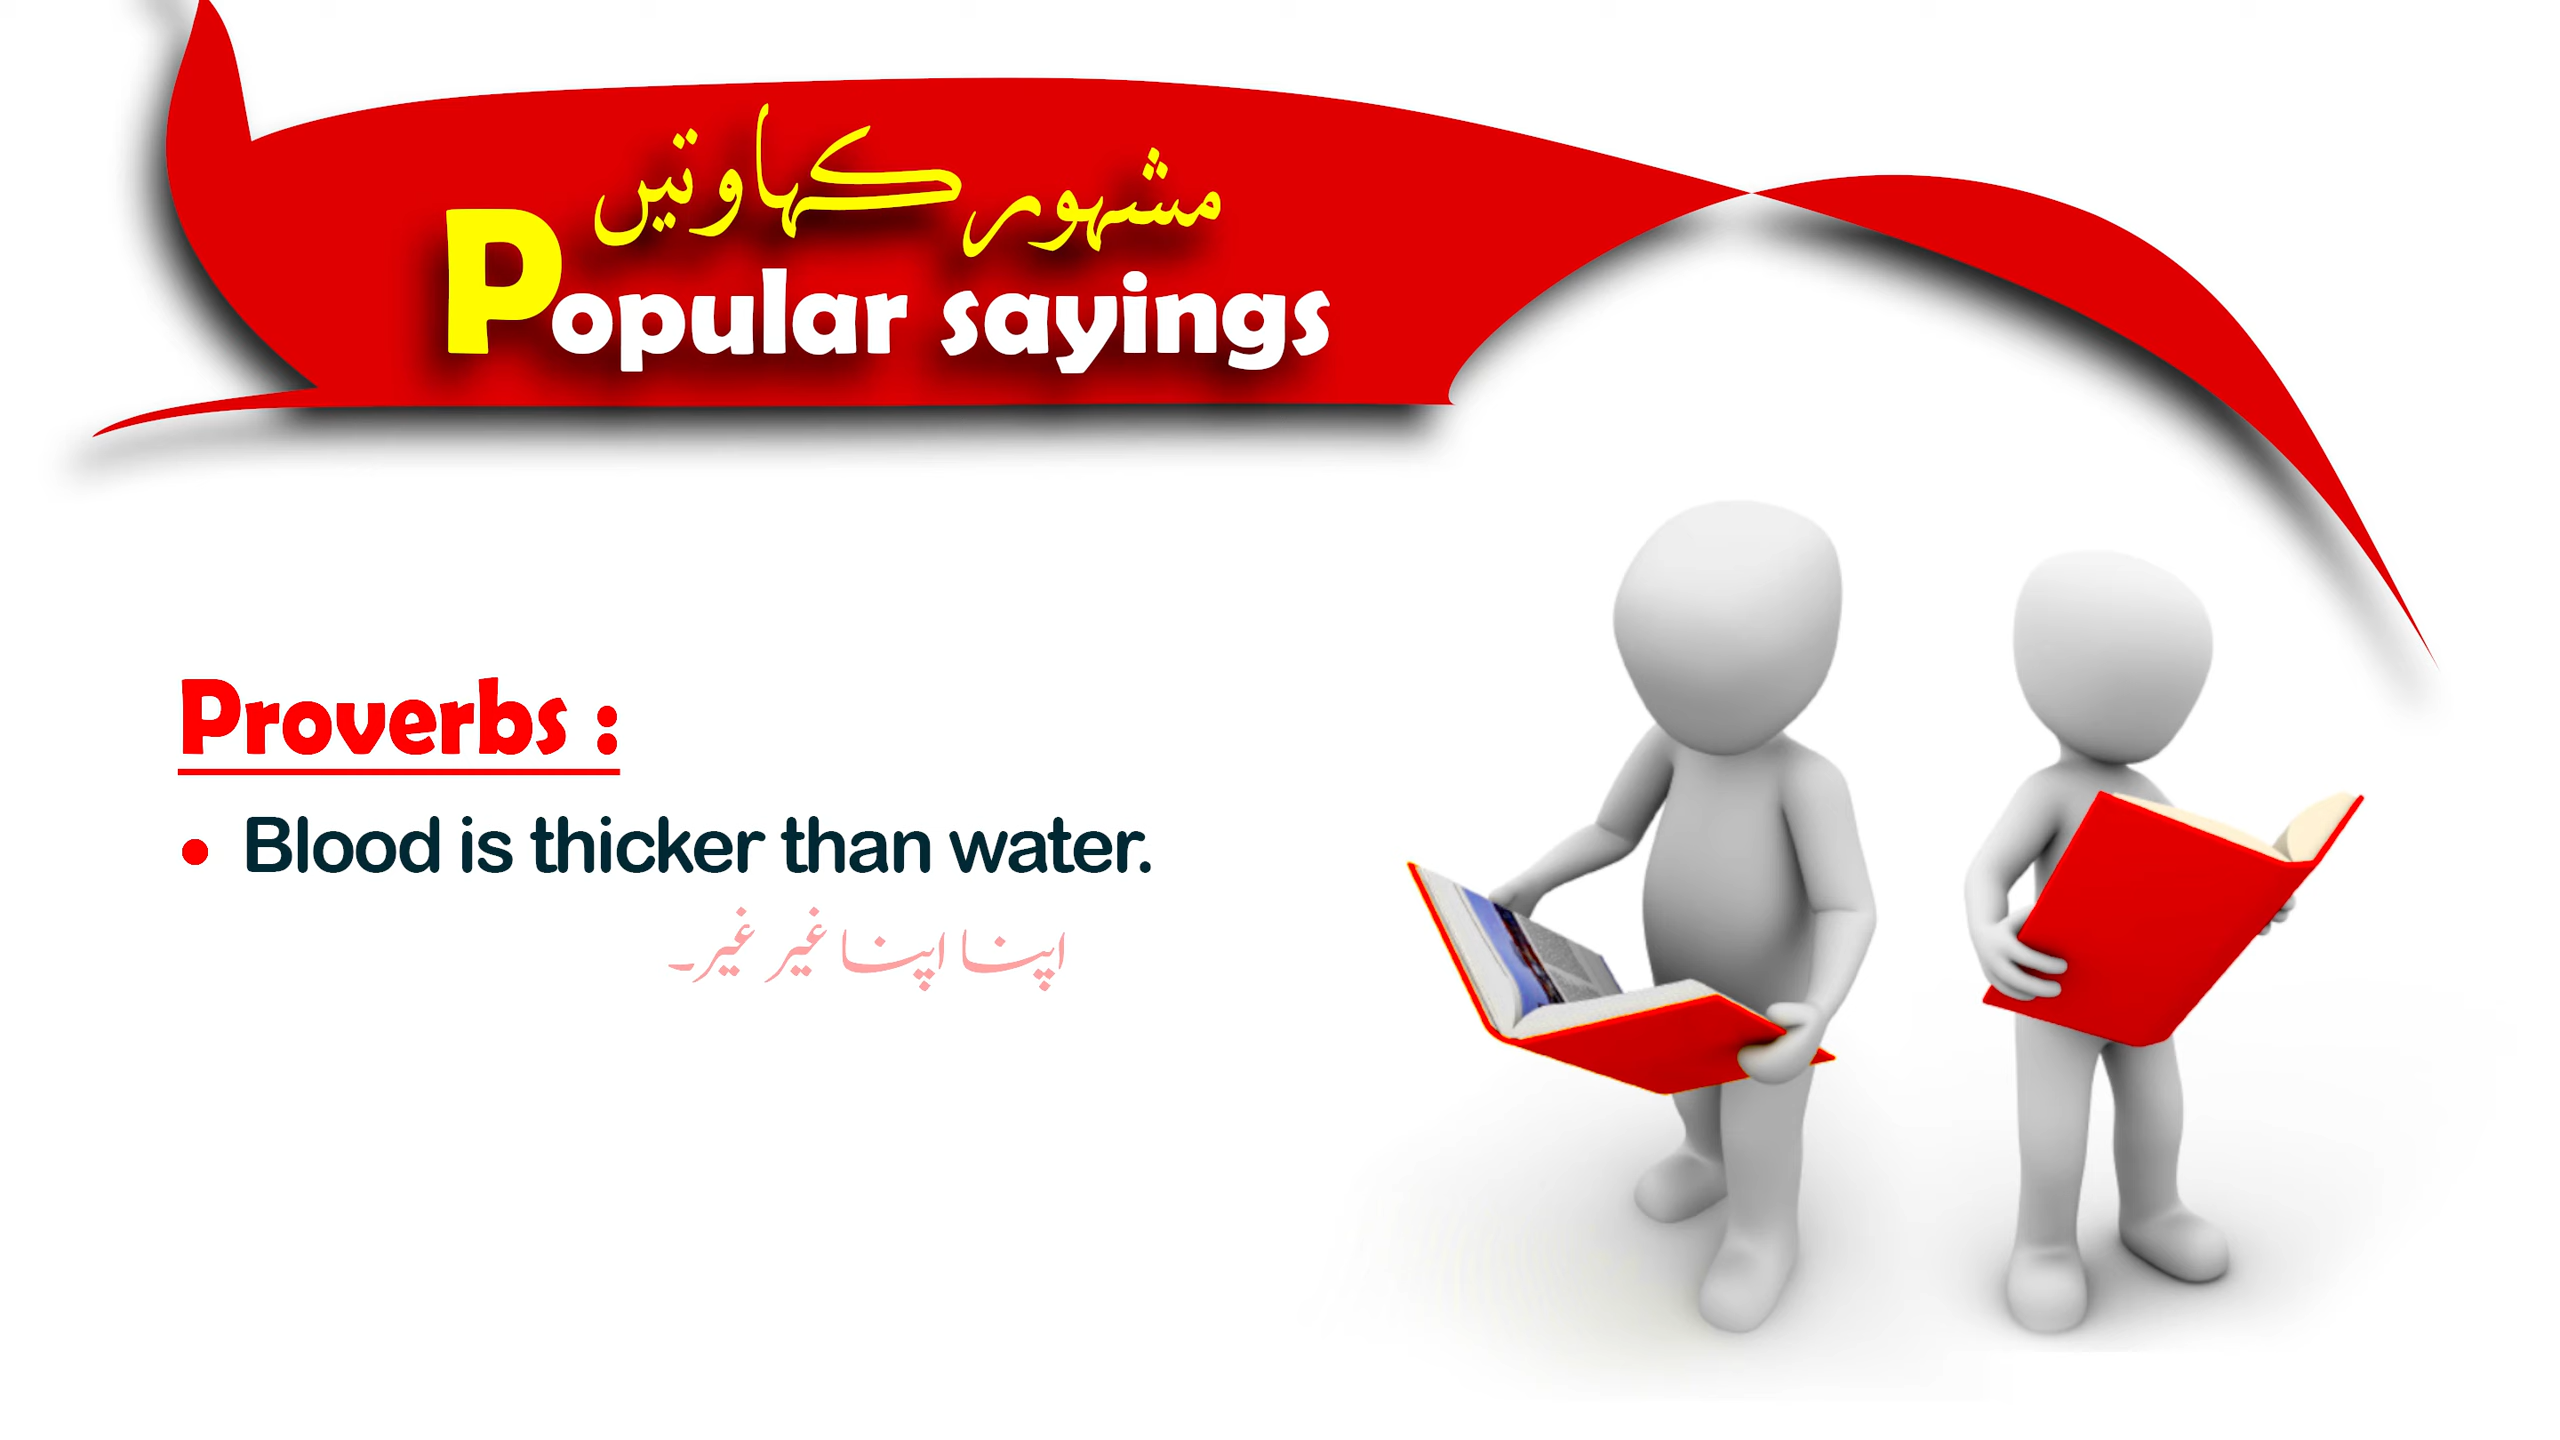 مشہور کہاوتیں
Popular sayings
Proverbs :
• Blood is thicker than water.
اپنا اپنا غیر غیر۔